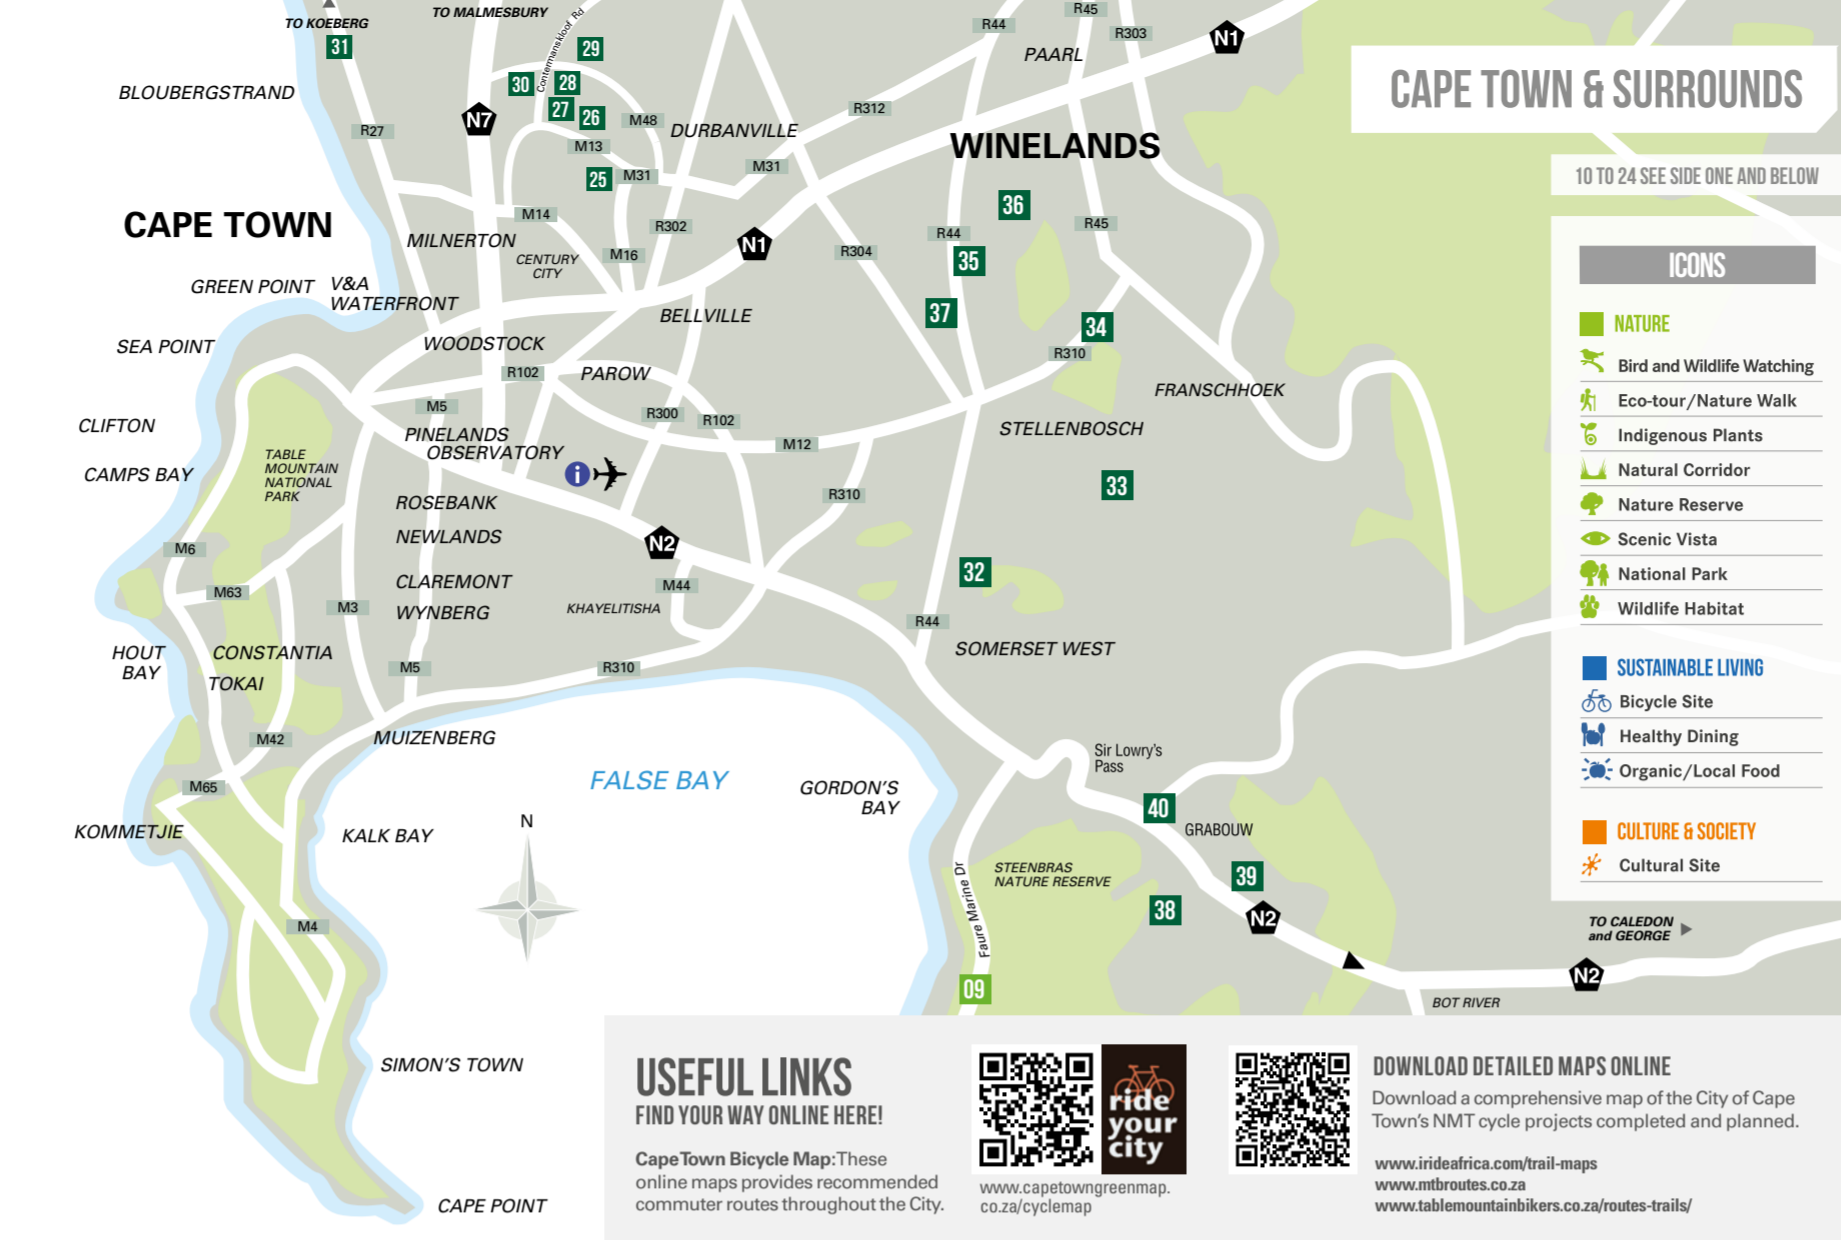 TO KOEBERG
TO MALMESBURY
Contermanskloof Rd
31
29
30
28
27
26
25
BLOUBERGSTRAND
R27
N7
M48
M13
M31
DURBANVILLE
M31
R312
R44
R45
R303
PAARL
N1
WINELANDS
CAPE TOWN & SURROUNDS
10 TO 24 SEE SIDE ONE AND BELOW
CAPE TOWN
M14
MILNERTON
CENTURY
CITY
M16
R302
N1
R304
R44
R45
36
35
37
34
R310
GREEN POINT
V&A
WATERFRONT
BELLVILLE
SEA POINT
WOODSTOCK
R102
PAROW
FRANSCHHOEK
CLIFTON
M5
R300
R102
M12
STELLENBOSCH
PINELANDS
OBSERVATORY
i
CAMPS BAY
TABLE
MOUNTAIN
NATIONAL
PARK
ROSEBANK
R310
33
NEWLANDS
N2
M6
M63
CLAREMONT
M44
32
M3
WYNBERG
KHAYELITISHA
R44
HOUT
BAY
CONSTANTIA
TOKAI
M5
R310
SOMERSET WEST
M42
MUIZENBERG
M65
FALSE BAY
GORDON'S
BAY
Sir Lowry's
Pass
40
GRABOUW
KOMMETJIE
KALK BAY
N
Faure Marine Dr
STEENBRAS
NATURE RESERVE
39
38
N2
M4
09
TO CALEDON
and GEORGE
N2
BOT RIVER
SIMON'S TOWN
CAPE POINT
ICONS
NATURE
Bird and Wildlife Watching
Eco-tour/Nature Walk
Indigenous Plants
Natural Corridor
Nature Reserve
Scenic Vista
National Park
Wildlife Habitat
SUSTAINABLE LIVING
Bicycle Site
Healthy Dining
Organic/Local Food
CULTURE & SOCIETY
Cultural Site
USEFUL LINKS
FIND YOUR WAY ONLINE HERE!
Cape Town Bicycle Map: These
online maps provides recommended
commuter routes throughout the City.
ride
your
city
www.capetowngreenmap.
co.za/cyclemap
DOWNLOAD DETAILED MAPS ONLINE
Download a comprehensive map of the City of Cape
Town's NMT cycle projects completed and planned.
www.irideafrica.com/trail-maps
www.mtbroutes.co.za
www.tablemountainbikers.co.za/routes-trails/